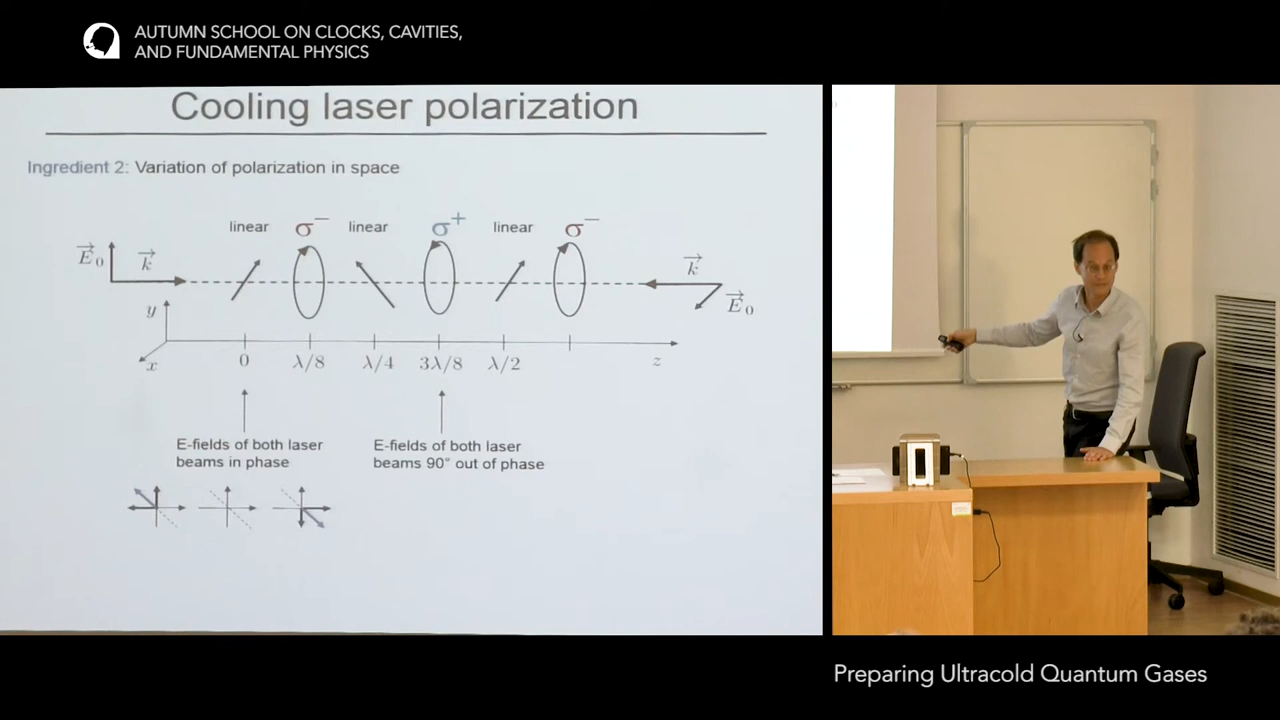 AUTUMN SCHOOL ON CLOCKS, CAVITIES,
AND FUNDAMENTAL PHYSICS
Cooling laser polarization
Ingredient 2: Variation of polarization in space
linear σ⁻ linear σ⁺ linear σ⁻
E⃗₀ k⃗ k⃗ E⃗₀
y
x 0 λ/8 λ/4 3λ/8 λ/2 z
E-fields of both laser
beams in phase
E-fields of both laser
beams 90° out of phase
Preparing Ultracold Quantum Gases